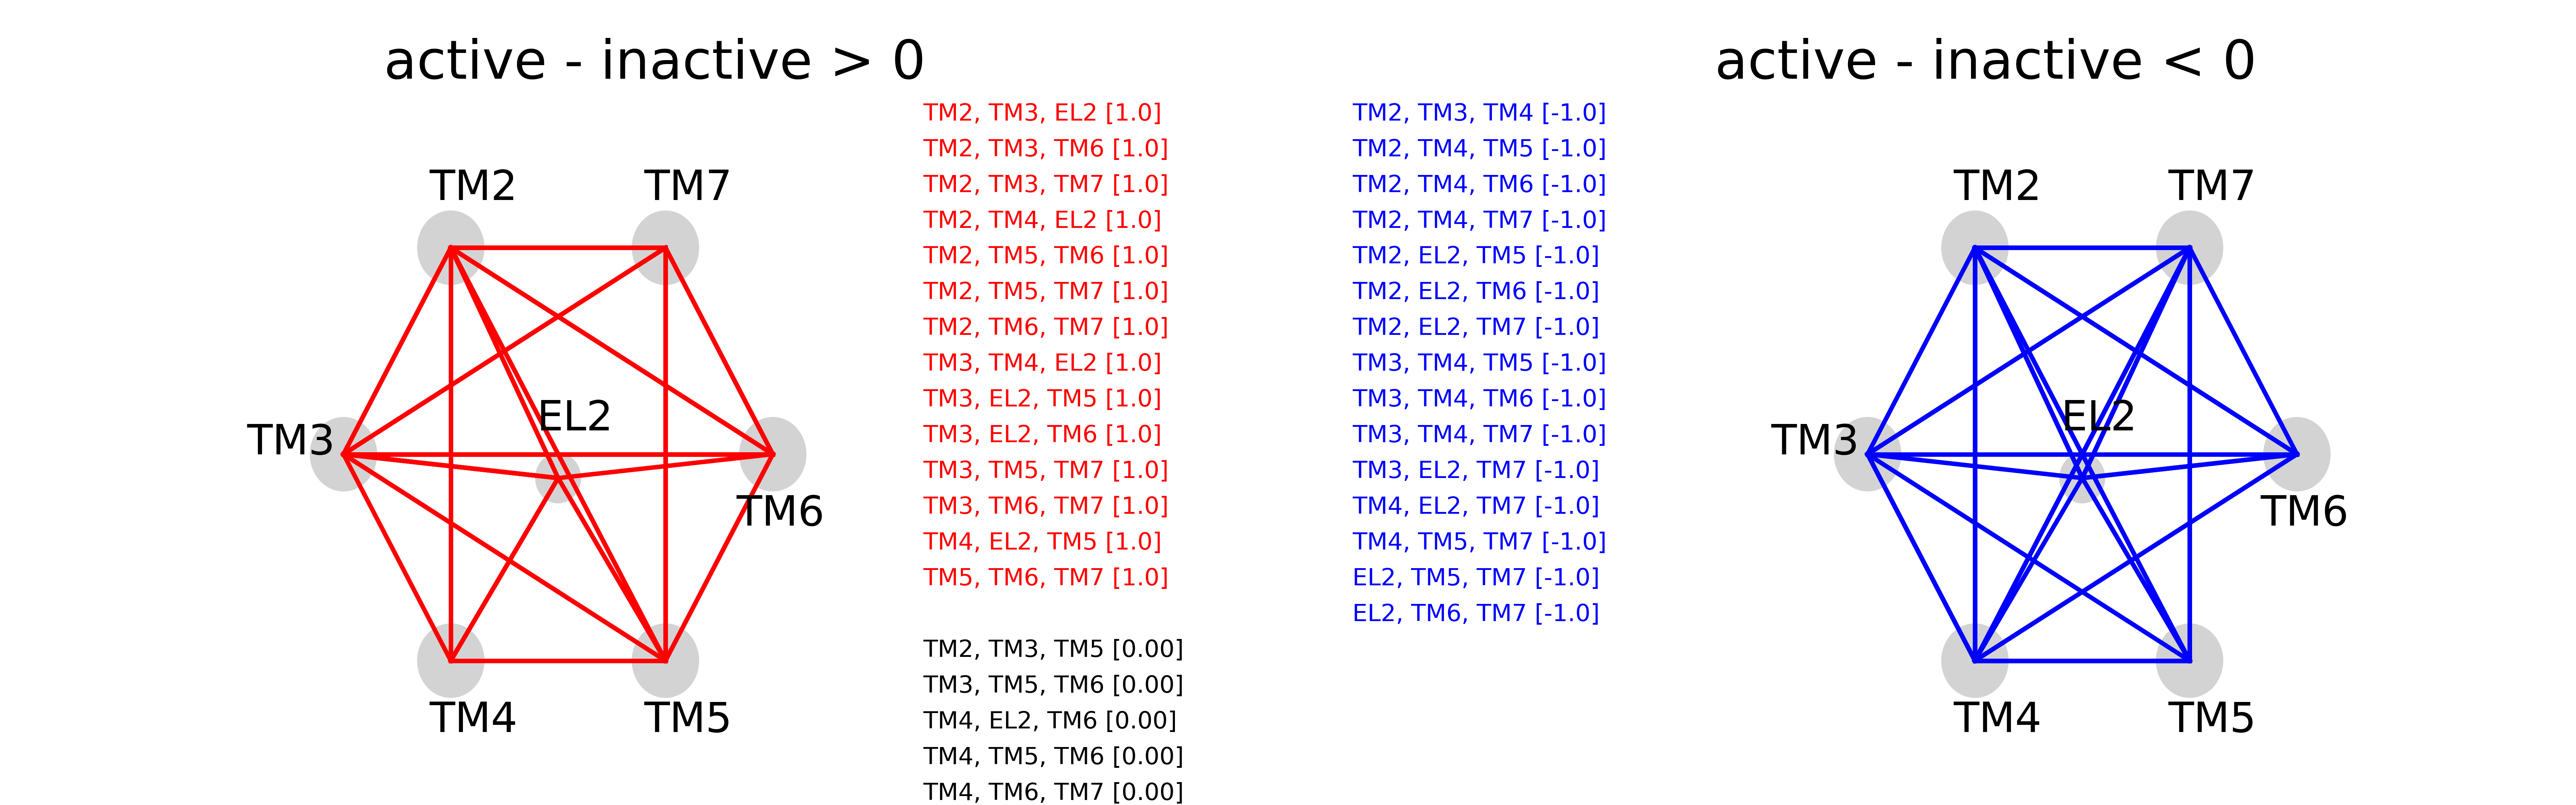 active - inactive > 0
TM2
TM7
TM3
EL2
TM6
TM4
TM5
TM2, TM3, EL2 [1.0]
TM2, TM3, TM6 [1.0]
TM2, TM3, TM7 [1.0]
TM2, TM4, EL2 [1.0]
TM2, TM5, TM6 [1.0]
TM2, TM5, TM7 [1.0]
TM2, TM6, TM7 [1.0]
TM3, TM4, EL2 [1.0]
TM3, EL2, TM5 [1.0]
TM3, EL2, TM6 [1.0]
TM3, TM5, TM7 [1.0]
TM3, TM6, TM7 [1.0]
TM4, EL2, TM5 [1.0]
TM5, TM6, TM7 [1.0]
TM2, TM3, TM5 [0.00]
TM3, TM5, TM6 [0.00]
TM4, EL2, TM6 [0.00]
TM4, TM5, TM6 [0.00]
TM4, TM6, TM7 [0.00]
TM2, TM3, TM4 [-1.0]
TM2, TM4, TM5 [-1.0]
TM2, TM4, TM6 [-1.0]
TM2, TM4, TM7 [-1.0]
TM2, EL2, TM5 [-1.0]
TM2, EL2, TM6 [-1.0]
TM2, EL2, TM7 [-1.0]
TM3, TM4, TM5 [-1.0]
TM3, TM4, TM6 [-1.0]
TM3, TM4, TM7 [-1.0]
TM3, EL2, TM7 [-1.0]
TM4, EL2, TM7 [-1.0]
TM4, TM5, TM7 [-1.0]
EL2, TM5, TM7 [-1.0]
EL2, TM6, TM7 [-1.0]
active - inactive < 0
TM2
TM7
TM3
EL2
TM6
TM4
TM5